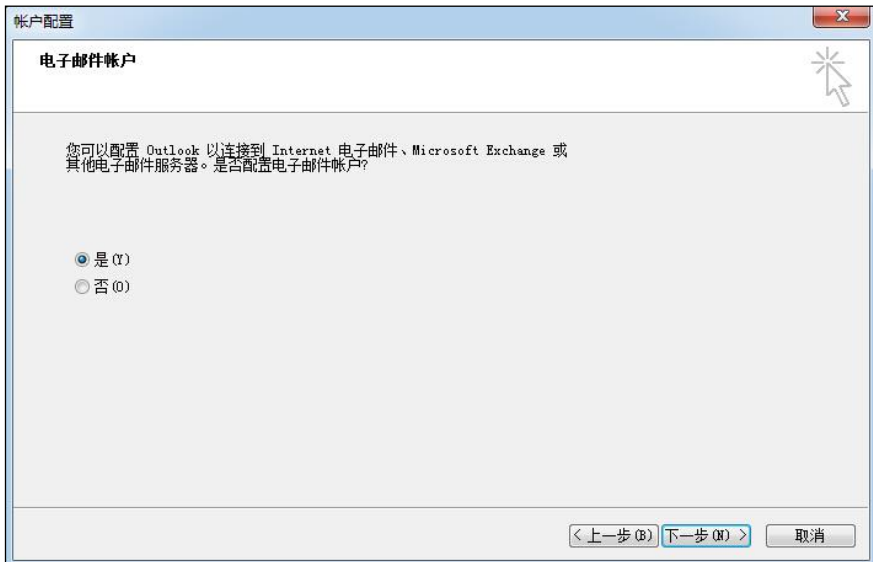 帐户配置
电子邮件帐户
您可以配置 Outlook 以连接到 Internet 电子邮件、Microsoft Exchange 或
其他电子邮件服务器。是否配置电子邮件帐户?
是(Y)
否(O)
< 上一步(B) 下一步(N) > 取消